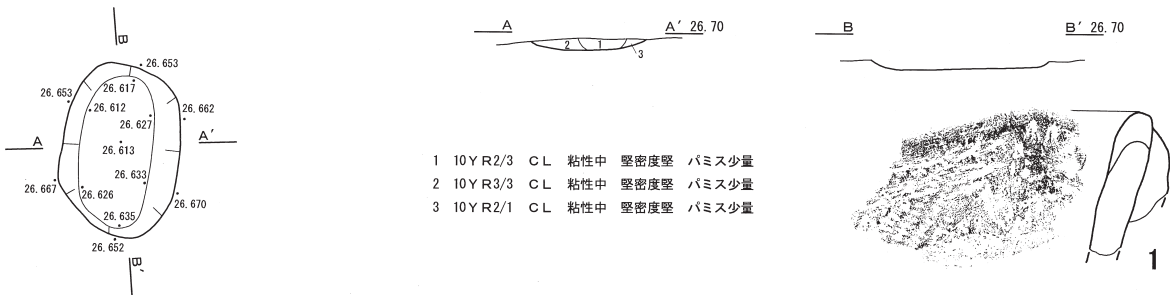 B
26.653
26.617
26.653
26.612
26.662
26.627
A
A′
26.613
26.667
26.633
26.626
26.670
26.635
26.652
B′
A
A′ 26.70
2
1
3
B
B′ 26.70
1 10YR2/3 CL 粘性中 堅密度堅 パミス少量
2 10YR3/3 CL 粘性中 堅密度堅 パミス少量
3 10YR2/1 CL 粘性中 堅密度堅 パミス少量
1